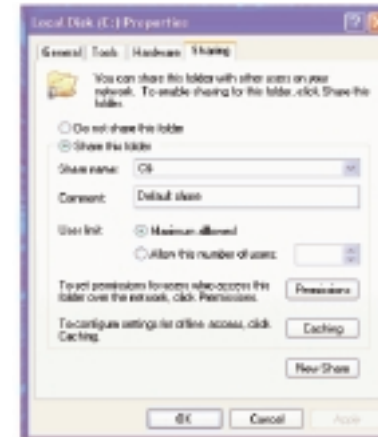 Local Disk (C:) Properties
General Tools Hardware Sharing
You can share this folder with other users on your
network. To enable sharing for this folder, click Share this
folder.
Do not share this folder
Share this folder
Share name: C$
Comment: Default share
User limit: Maximum allowed
Allow this number of users:
To set permissions for users who access this
folder over the network, click Permissions.
Permissions
To configure settings for offline access, click
Caching.
Caching
New Share
OK Cancel Apply